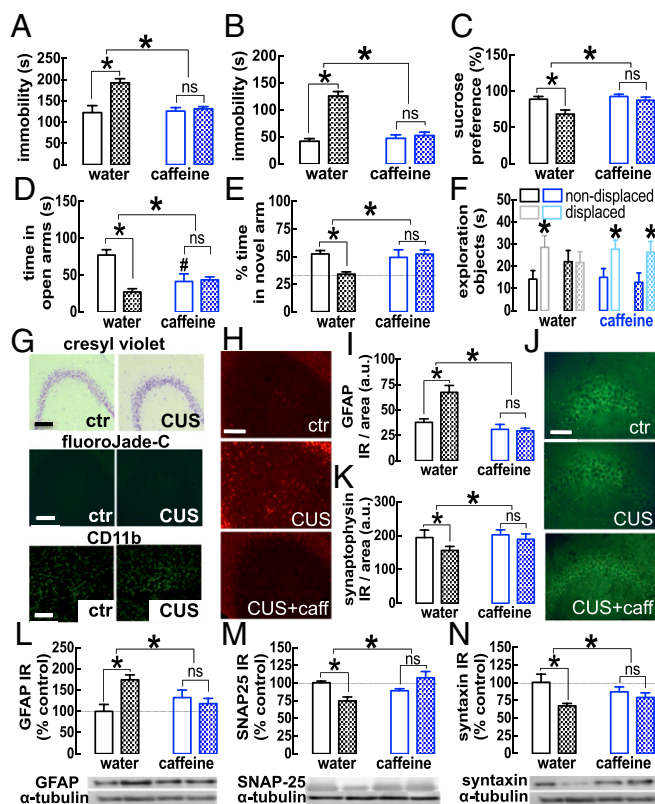 A
immobility (s)
250
200
150
100
50
0
*
*
ns
water
caffeine
B
immobility (s)
200
150
100
50
0
*
*
ns
water
caffeine
C
sucrose
preference (%)
150
100
50
0
*
*
ns
water
caffeine
D
time in
open arms (s)
150
100
50
0
*
*
#
ns
water
caffeine
E
% time
in novel arm
100
75
50
25
0
*
*
ns
water
caffeine
F
exploration
objects (s)
50
40
30
20
10
0
non-displaced
displaced
*
*
*
water
caffeine
G
cresyl violet
ctr
CUS
fluoroJade-C
ctr
CUS
CD11b
ctr
CUS
H
ctr
CUS
CUS+caff
I
GFAP
IR / area (a.u.)
100
75
50
25
0
*
*
ns
water
caffeine
J
ctr
CUS
CUS+caff
K
synaptophysin
IR / area (a.u.)
300
200
100
0
*
*
ns
water
caffeine
L
GFAP IR
(% control)
250
200
150
100
50
0
*
*
ns
water
caffeine
GFAP
α-tubulin
M
SNAP25 IR
(% control)
150
125
100
75
50
25
0
*
*
ns
water
caffeine
SNAP-25
α-tubulin
N
syntaxin IR
(% control)
150
125
100
75
50
25
0
*
*
ns
water
caffeine
syntaxin
α-tubulin